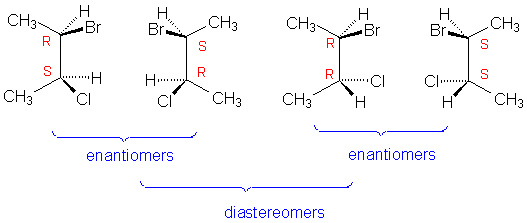 CH3 H H CH3 CH3 H H CH3
Br Br Br Br
R S R S
S R R S
H H Cl Cl
CH3 Cl Cl CH3 CH3 H H CH3
enantiomers enantiomers
diastereomers